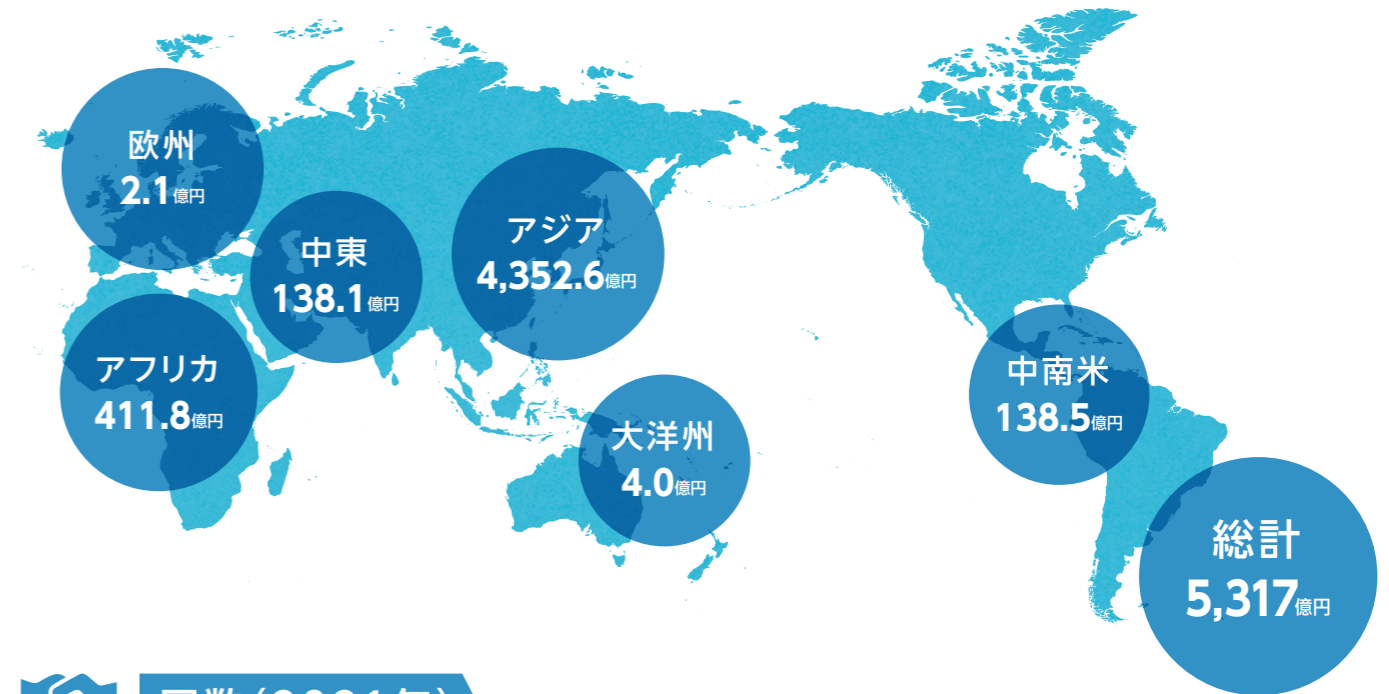 欧州
2.1億円
中東
138.1億円
アジア
4,352.6億円
アフリカ
411.8億円
大洋州
4.0億円
中南米
138.5億円
総計
5,317億円